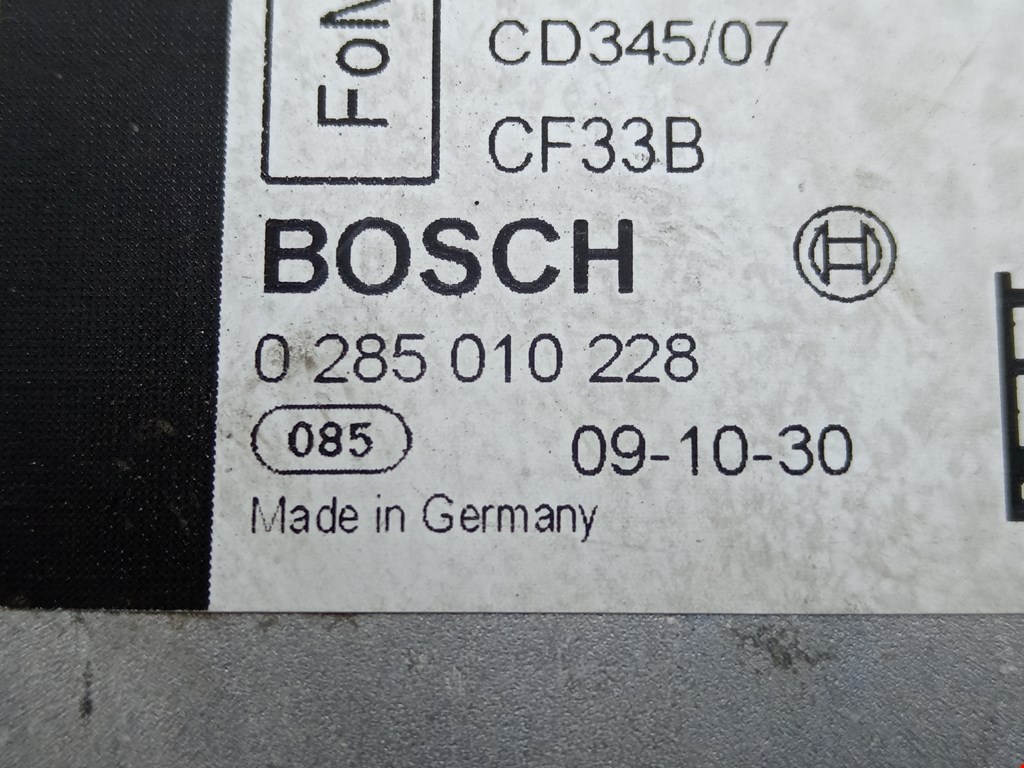 CD345/07
CF33B
BOSCH
0 285 010 228
085
09-10-30
Made in Germany